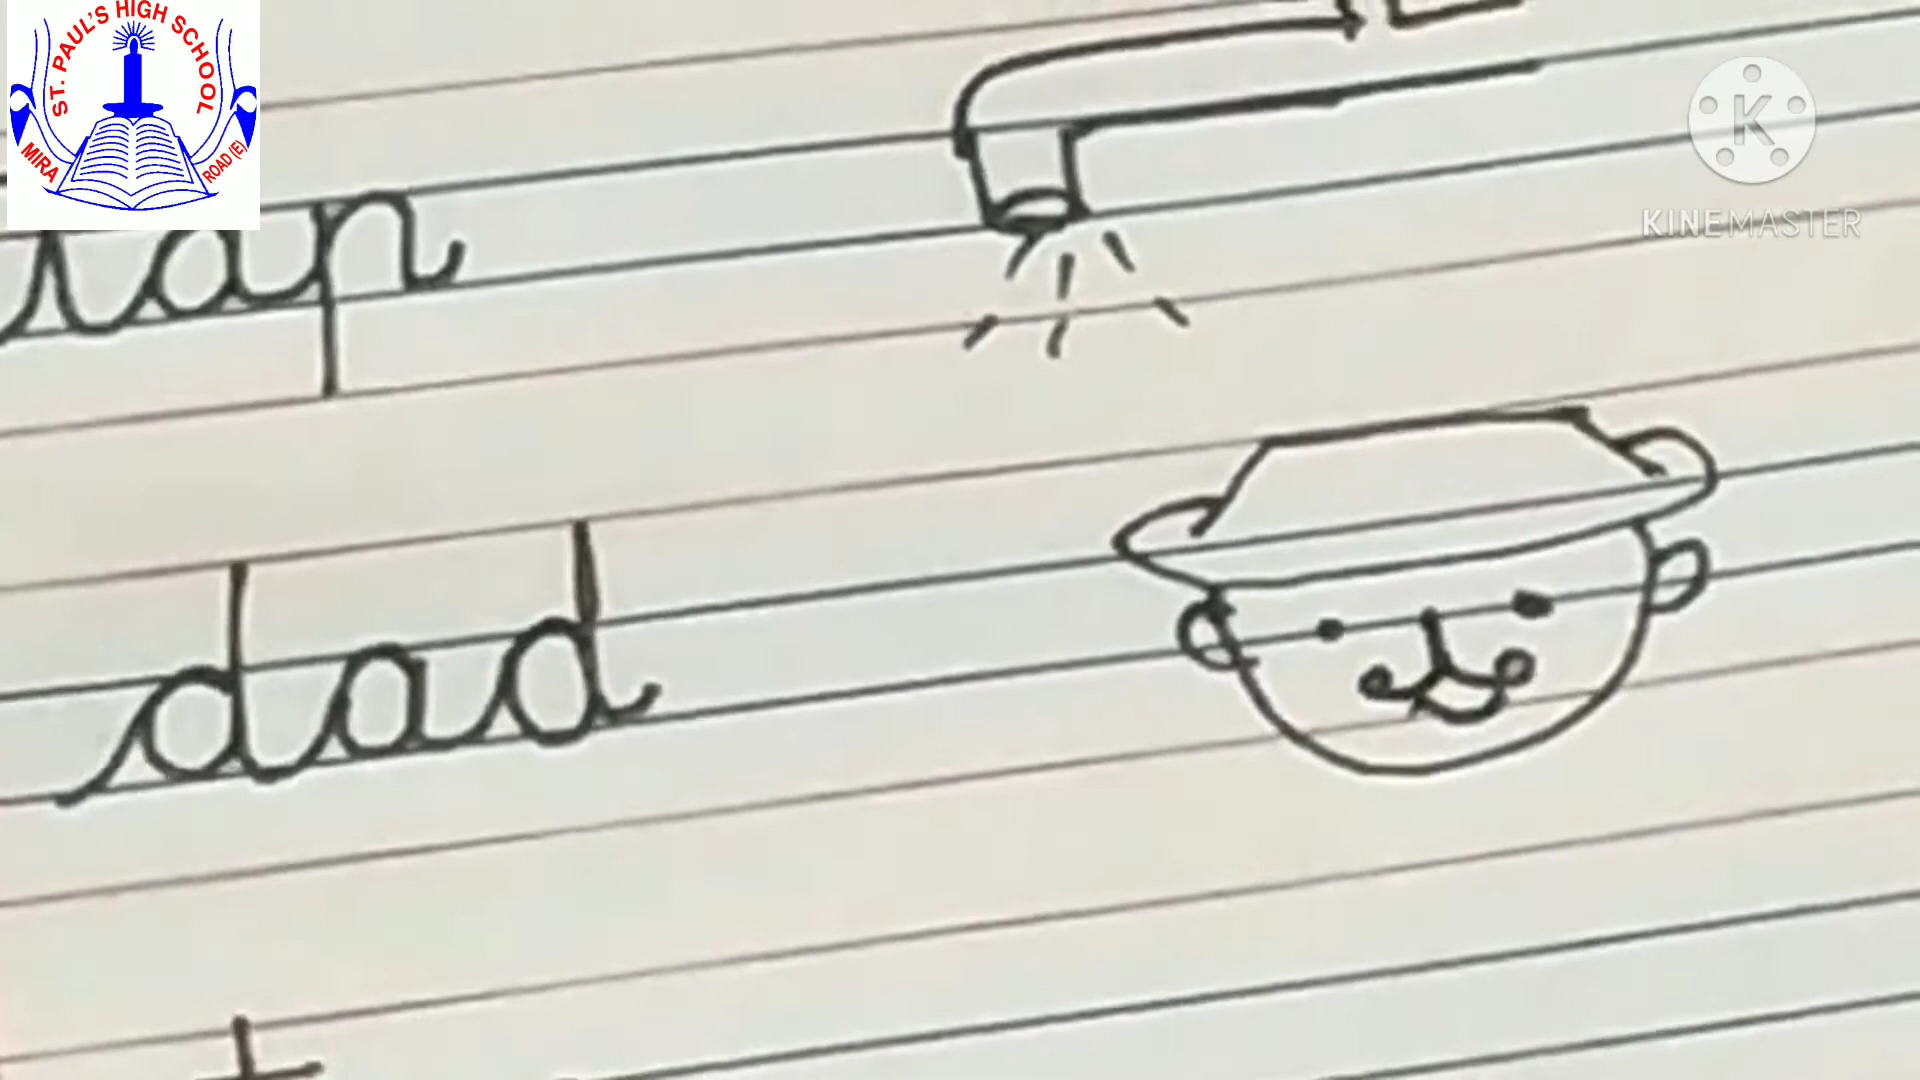 ST. PAUL'S HIGH SCHOOL
MIRA ROAD (E)
K
KINEMASTER
tap
dad